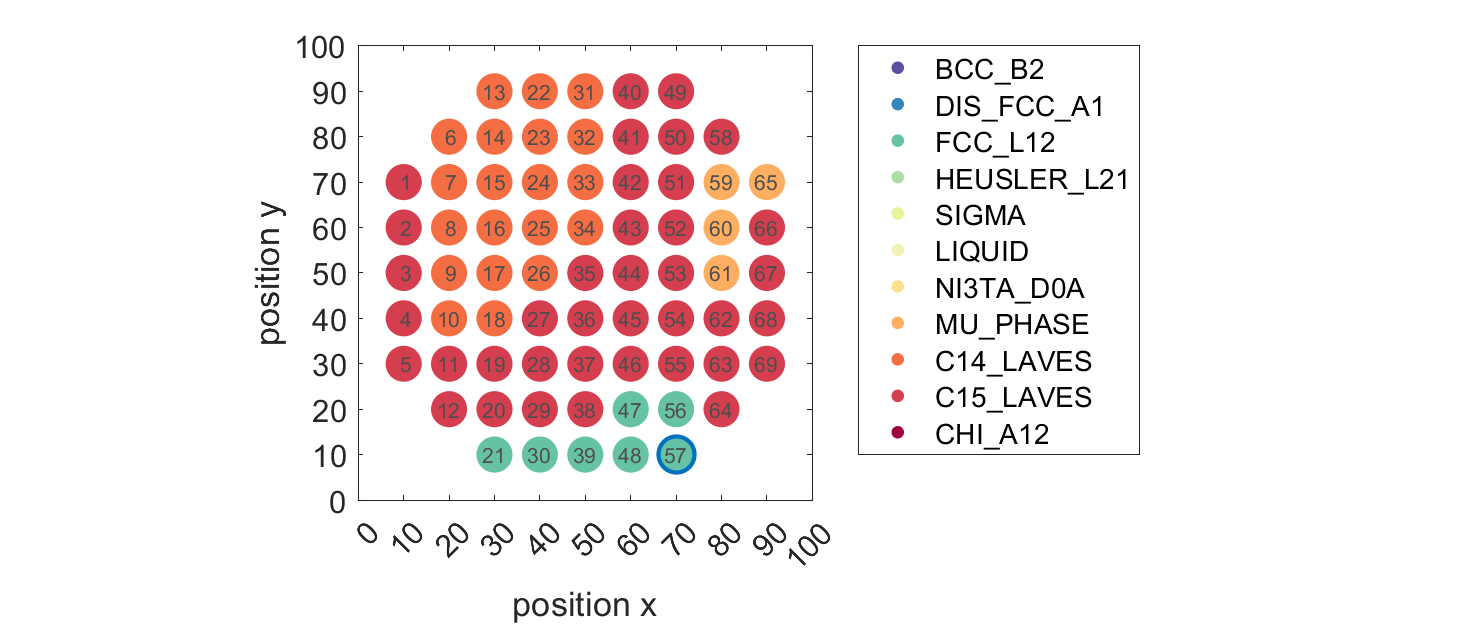 100
90
80
70
60
50
40
30
20
10
0
position y
13 22 31 40 49
6 14 23 32 41 50 58
1 7 15 24 33 42 51 59 65
2 8 16 25 34 43 52 60 66
3 9 17 26 35 44 53 61 67
4 10 18 27 36 45 54 62 68
5 11 19 28 37 46 55 63 69
12 20 29 38 47 56 64
21 30 39 48 57
0 10 20 30 40 50 60 70 80 90 100
position x
BCC_B2
DIS_FCC_A1
FCC_L12
HEUSLER_L21
SIGMA
LIQUID
NI3TA_D0A
MU_PHASE
C14_LAVES
C15_LAVES
CHI_A12